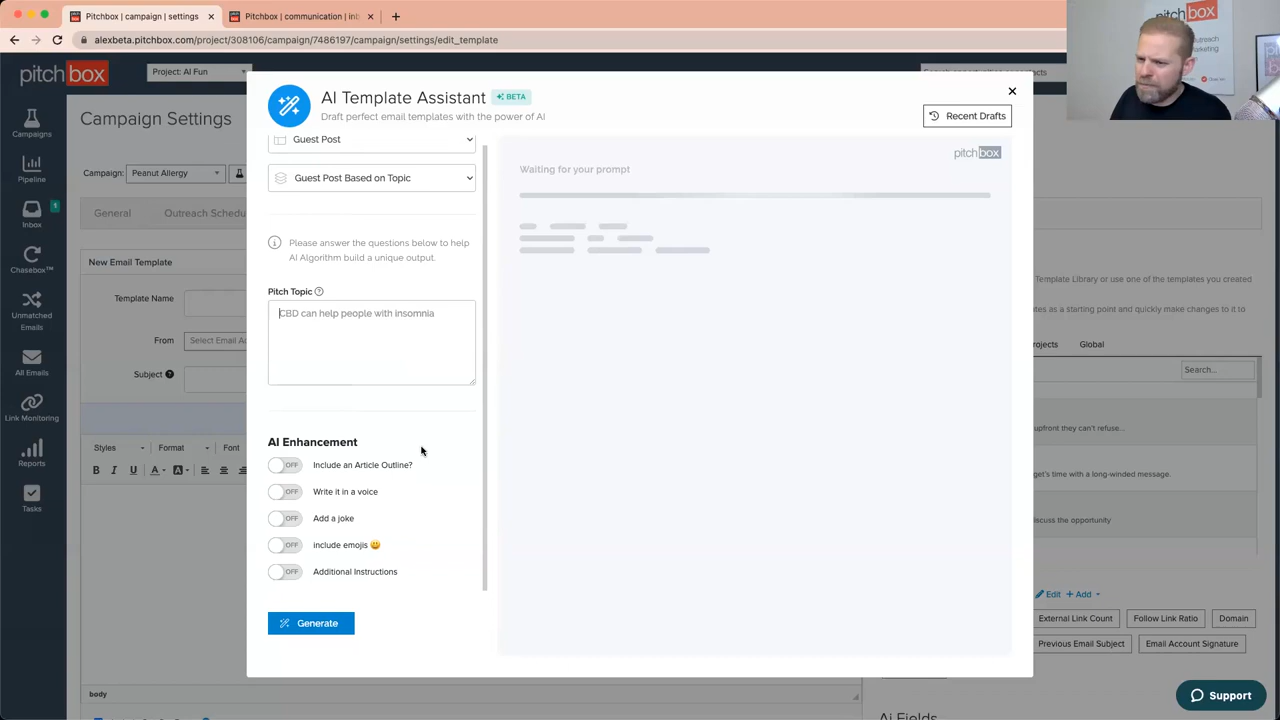 Pitchbox | campaign | settings
Pitchbox | communication | inb
alexbeta.pitchbox.com/project/308106/campaign/7486197/campaign/settings/edit_template
pitchbox
Project: AI Fun
Campaigns
Pipeline
Inbox
1
Chasebox™
Unmatched
Emails
All Emails
Link Monitoring
Reports
Tasks
Campaign Settings
Campaign:
Peanut Allergy
General
Outreach Schedu
New Email Template
Template Name
From
Select Email Ac
Subject
Styles
Format
Font
B I U A A
body
AI Template Assistant
BETA
Draft perfect email templates with the power of AI
Recent Drafts
Guest Post
Guest Post Based on Topic
Please answer the questions below to help
AI Algorithm build a unique output.
Pitch Topic
CBD can help people with insomnia
AI Enhancement
OFF Include an Article Outline?
OFF Write it in a voice
OFF Add a joke
OFF include emojis 😃
OFF Additional Instructions
Generate
pitchbox
Waiting for your prompt
Template Library or use one of the templates you created
as a starting point and quickly make changes to it to
rojects
Global
Search...
upfront they can't refuse...
get's time with a long-winded message.
iscuss the opportunity
Edit
Add
External Link Count
Follow Link Ratio
Domain
Previous Email Subject
Email Account Signature
Ai Fields
Support
pitchbox
outreach
Marketing